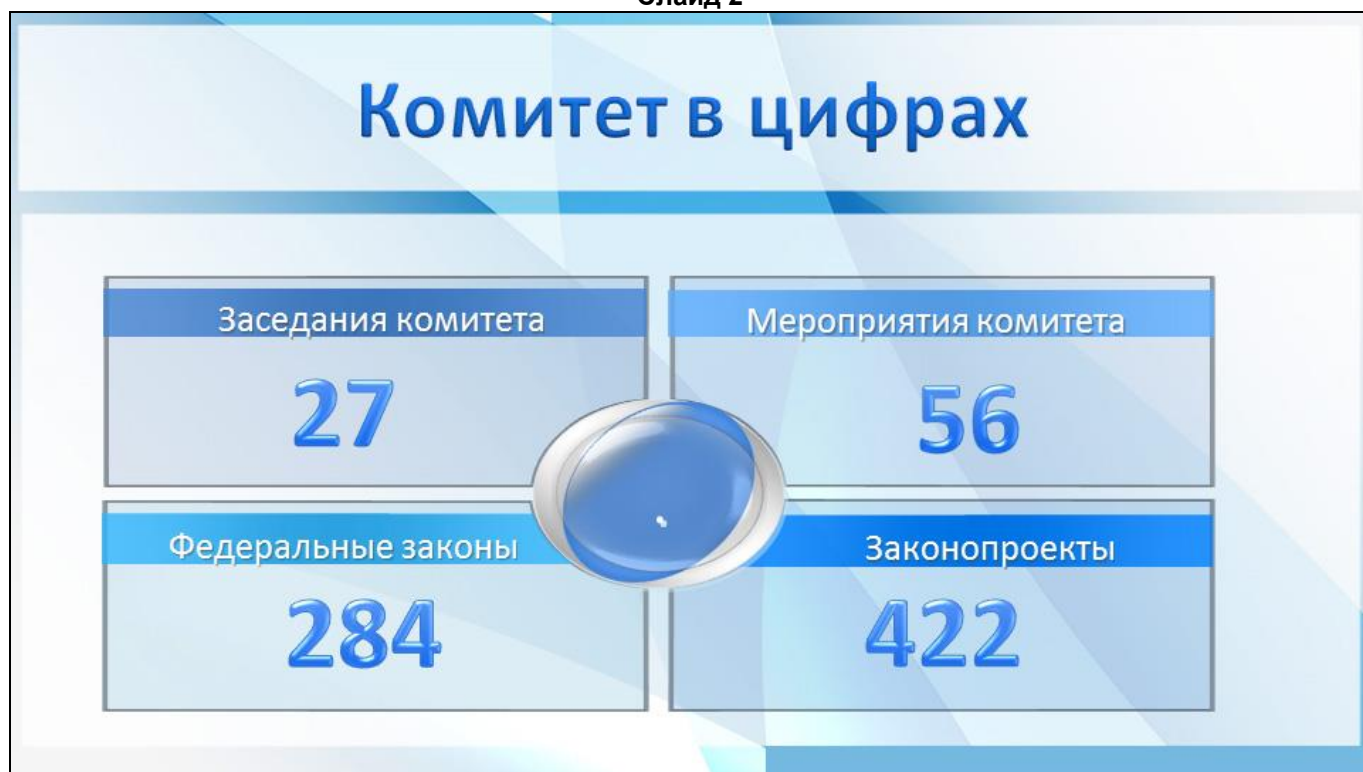 Слайд 2
Комитет в цифрах
Заседания комитета
27
Мероприятия комитета
56
Федеральные законы
284
Законопроекты
422